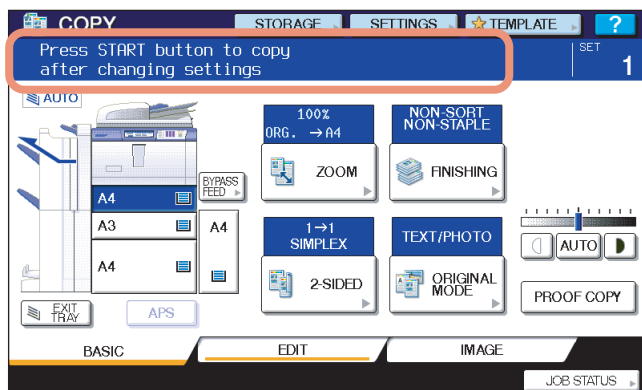 COPY
STORAGE
SETTINGS
TEMPLATE
?
Press START button to copy
after changing settings
SET
1
AUTO
100%
ORG. →A4
ZOOM
NON-SORT
NON-STAPLE
FINISHING
A4
BYPASS
FEED
A3
A4
A4
1→1
SIMPLEX
2-SIDED
TEXT/PHOTO
ORIGINAL
MODE
AUTO
PROOF COPY
EXIT
TRAY
APS
BASIC
EDIT
IMAGE
JOB STATUS